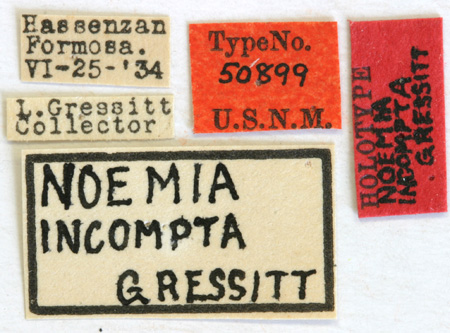 Hassenzan
Formosa.
VI-25-'34
L.Gressitt
Collector
TypeNo.
50899
U.S.N.M.
HOLOTYPE
NOEMIA
INCOMPTA
GRESSITT
NOEMIA
INCOMPTA
GRESSITT